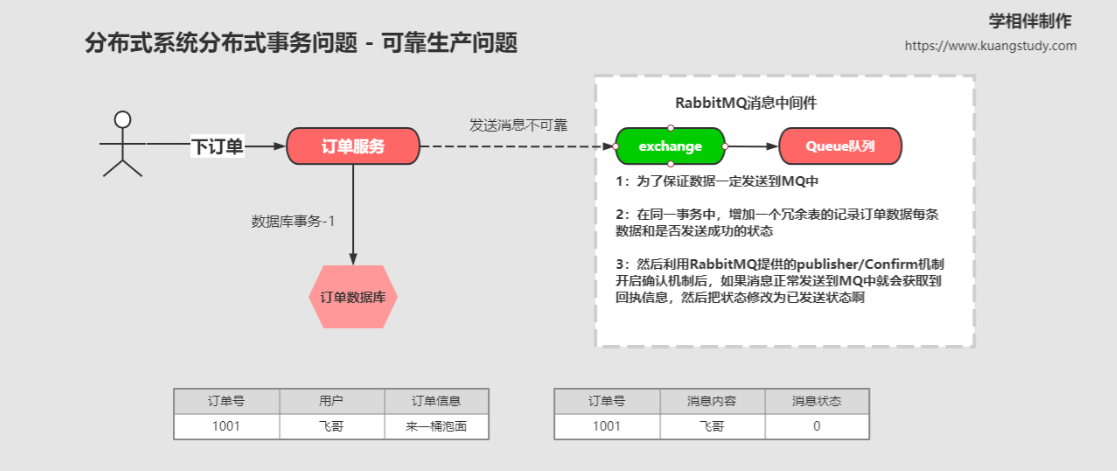 学相伴制作
分布式系统分布式事务问题 - 可靠生产问题
https://www.kuangstudy.com
RabbitMQ消息中间件
下订单
订单服务
发送消息不可靠
exchange
Queue队列
1：为了保证数据一定发送到MQ中
2：在同一事务中，增加一个冗余表的记录订单数据每条
数据和是否发送成功的状态
3：然后利用RabbitMQ提供的publisher/Confirm机制
开启确认机制后，如果消息正常发送到MQ中就会获取到
回执信息，然后把状态修改为已发送状态啊
数据库事务-1
订单数据库
订单号 用户 订单信息
1001 飞哥 来一桶泡面
订单号 消息内容 消息状态
1001 飞哥 0